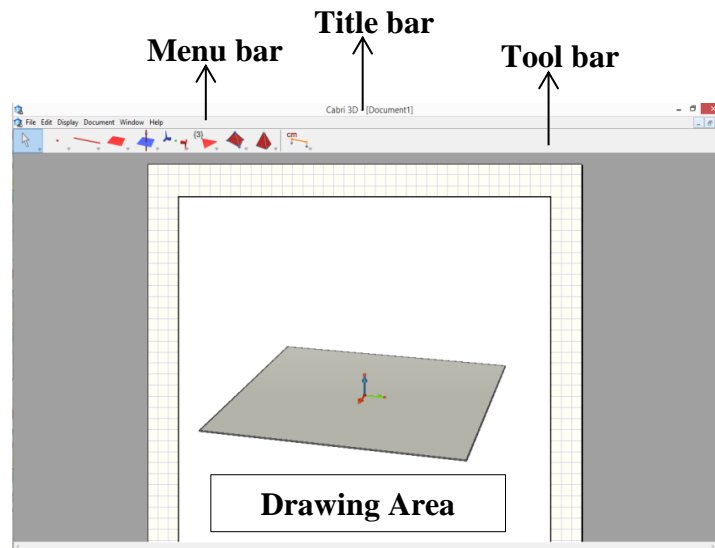 Title bar
Menu bar
Tool bar
Cabri 3D - [Document1]
File Edit Display Document Window Help
{3}
cm
Drawing Area